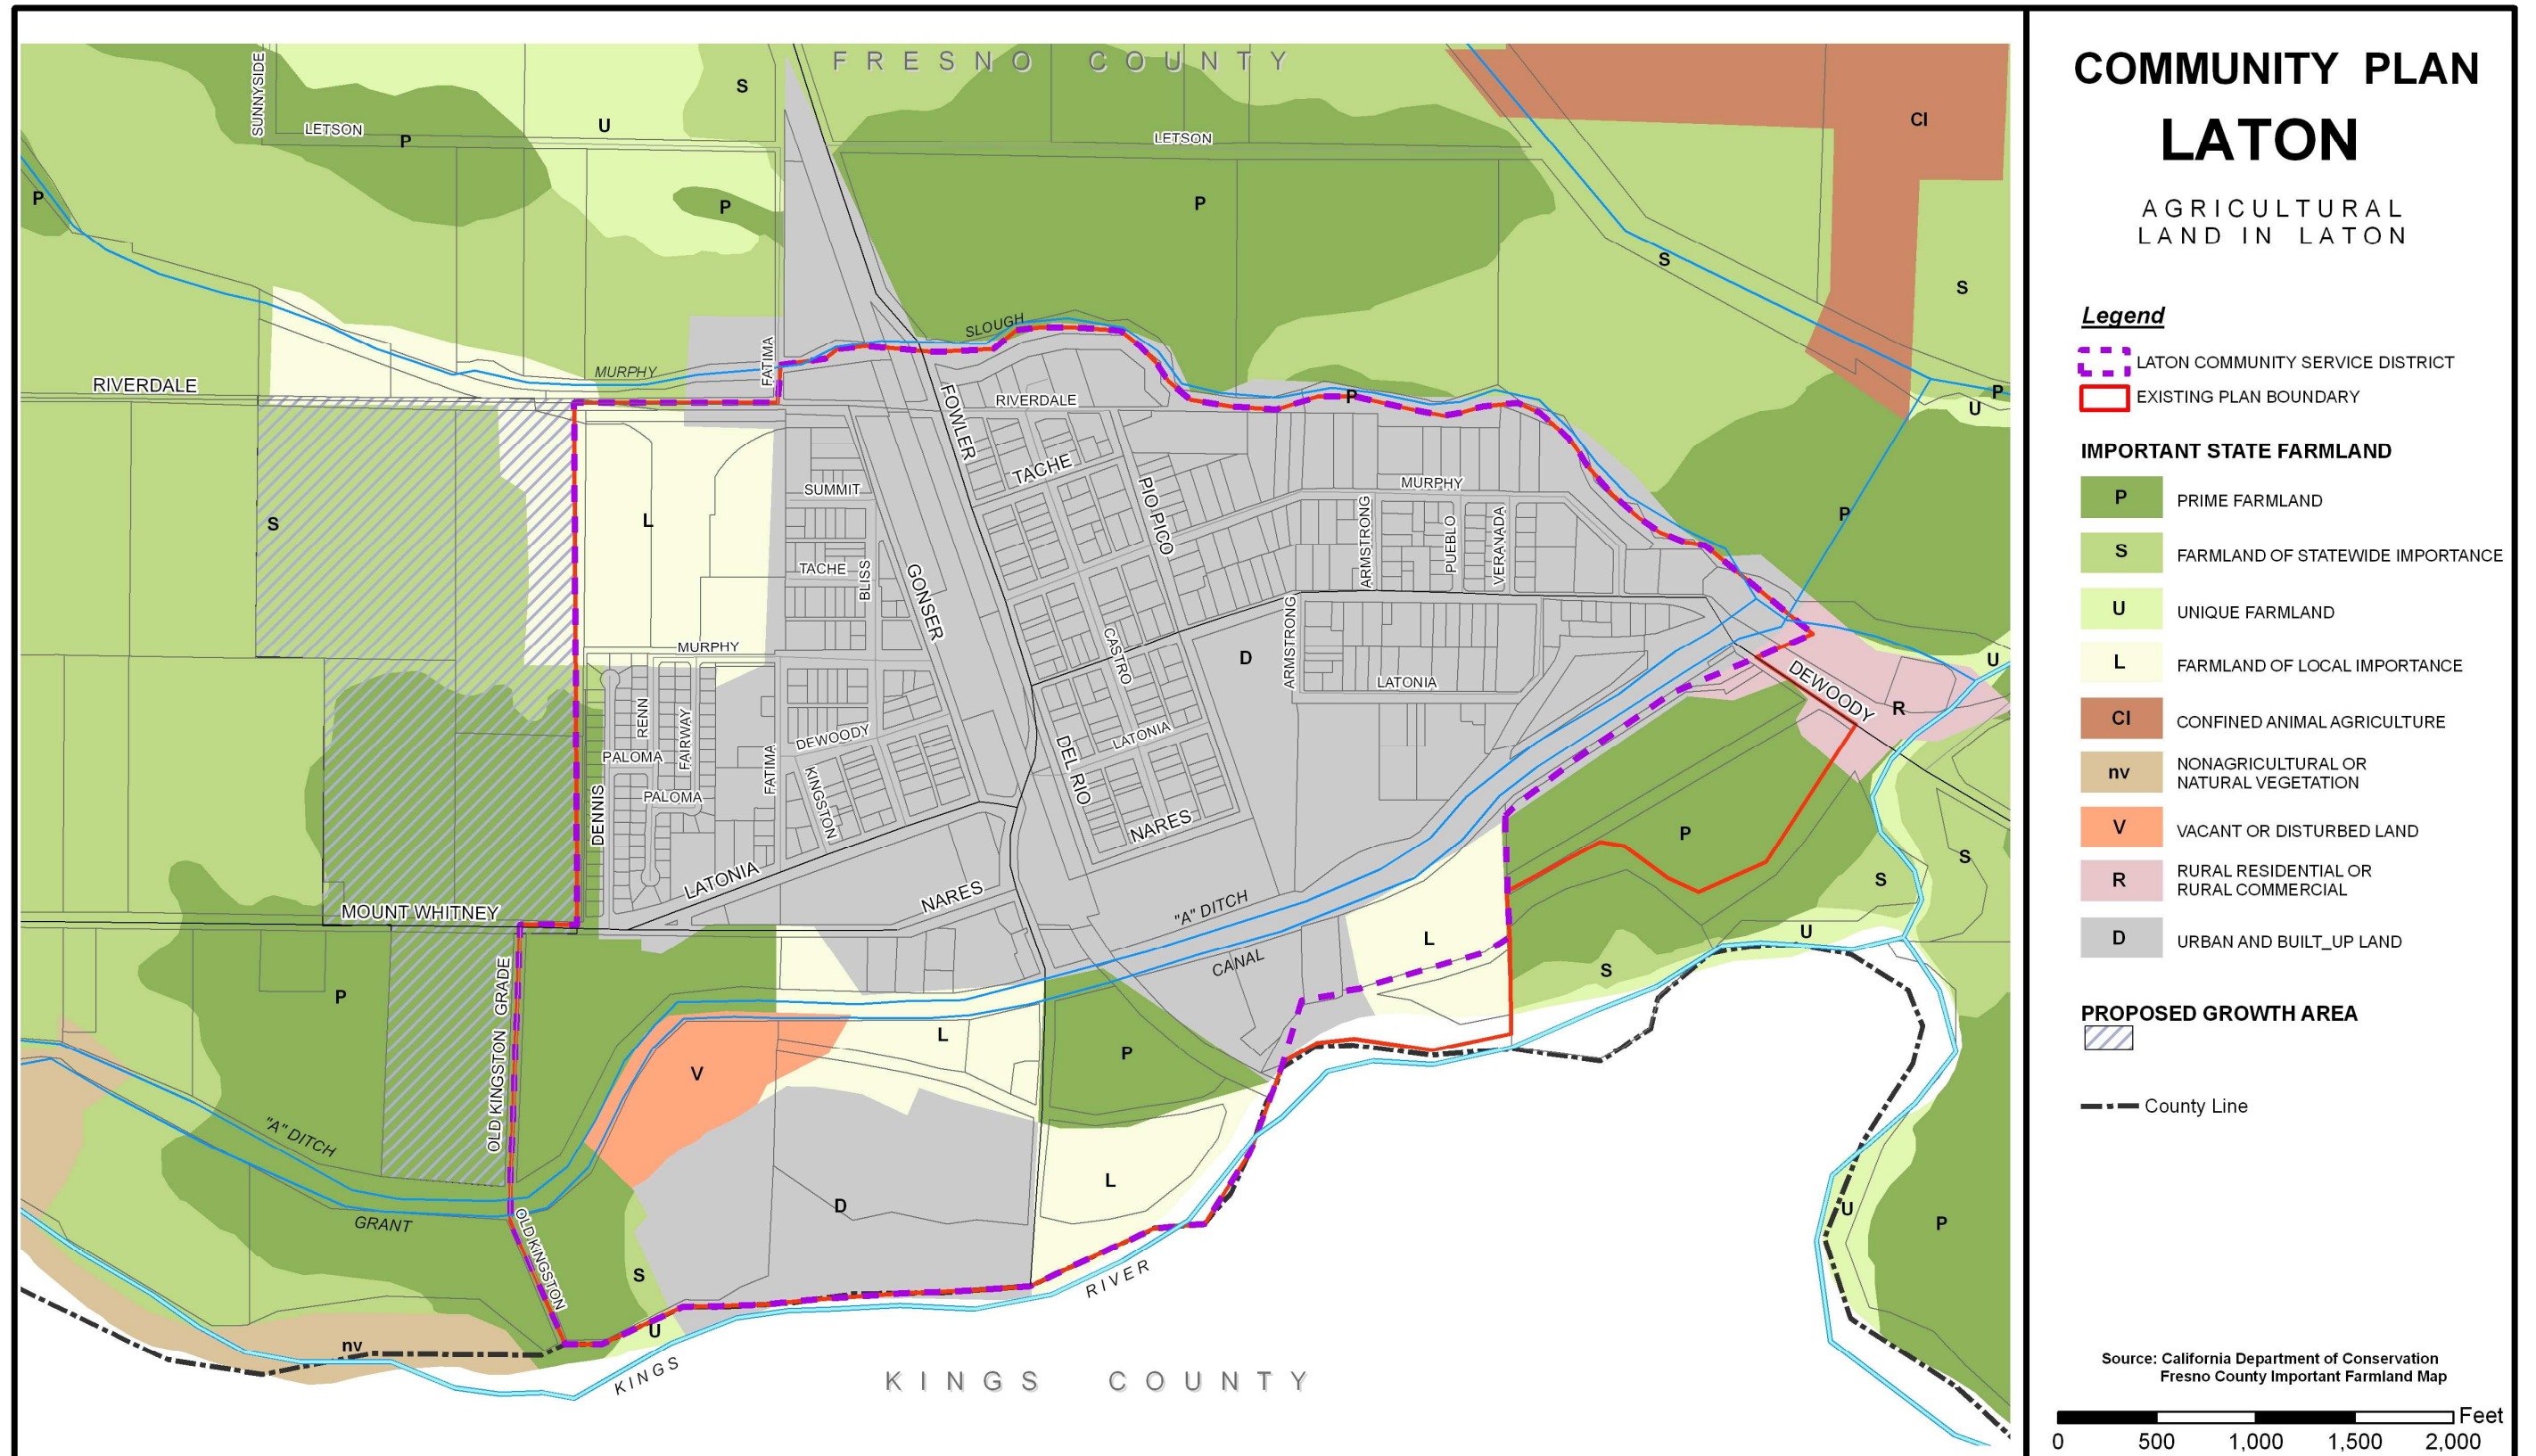 FRESNO COUNTY
SUNNYSIDE
LETSON
P
U
S
LETSON
CI
P
P
P
S
S
SLOUGH
MURPHY
FATIMA
RIVERDALE
P
P
U
FOWLER
RIVERDALE
TACHE
PIO PICO
SUMMIT
MURPHY
S
L
ARMSTRONG
PUEBLO
VERANADA
P
TACHE
BLISS
GONSER
MURPHY
CASTRO
D
ARMSTRONG
LATONIA
U
DEWOODY
R
RENN
FAIRWAY
DEWOODY
LATONIA
PALOMA
FATIMA
KINGSTON
DEL RIO
PALOMA
DENNIS
NARES
P
S
S
LATONIA
NARES
"A" DITCH
MOUNT WHITNEY
L
U
CANAL
S
OLD KINGSTON GRADE
P
L
P
V
"A" DITCH
L
D
GRANT
OLD KINGSTON
U
P
S
RIVER
U
nv
KINGS
KINGS COUNTY
COMMUNITY PLAN
LATON
AGRICULTURAL
LAND IN LATON
Legend
LATON COMMUNITY SERVICE DISTRICT
EXISTING PLAN BOUNDARY
IMPORTANT STATE FARMLAND
P PRIME FARMLAND
S FARMLAND OF STATEWIDE IMPORTANCE
U UNIQUE FARMLAND
L FARMLAND OF LOCAL IMPORTANCE
CI CONFINED ANIMAL AGRICULTURE
nv NONAGRICULTURAL OR
NATURAL VEGETATION
V VACANT OR DISTURBED LAND
R RURAL RESIDENTIAL OR
RURAL COMMERCIAL
D URBAN AND BUILT_UP LAND
PROPOSED GROWTH AREA
County Line
Source: California Department of Conservation
Fresno County Important Farmland Map
Feet
0 500 1,000 1,500 2,000